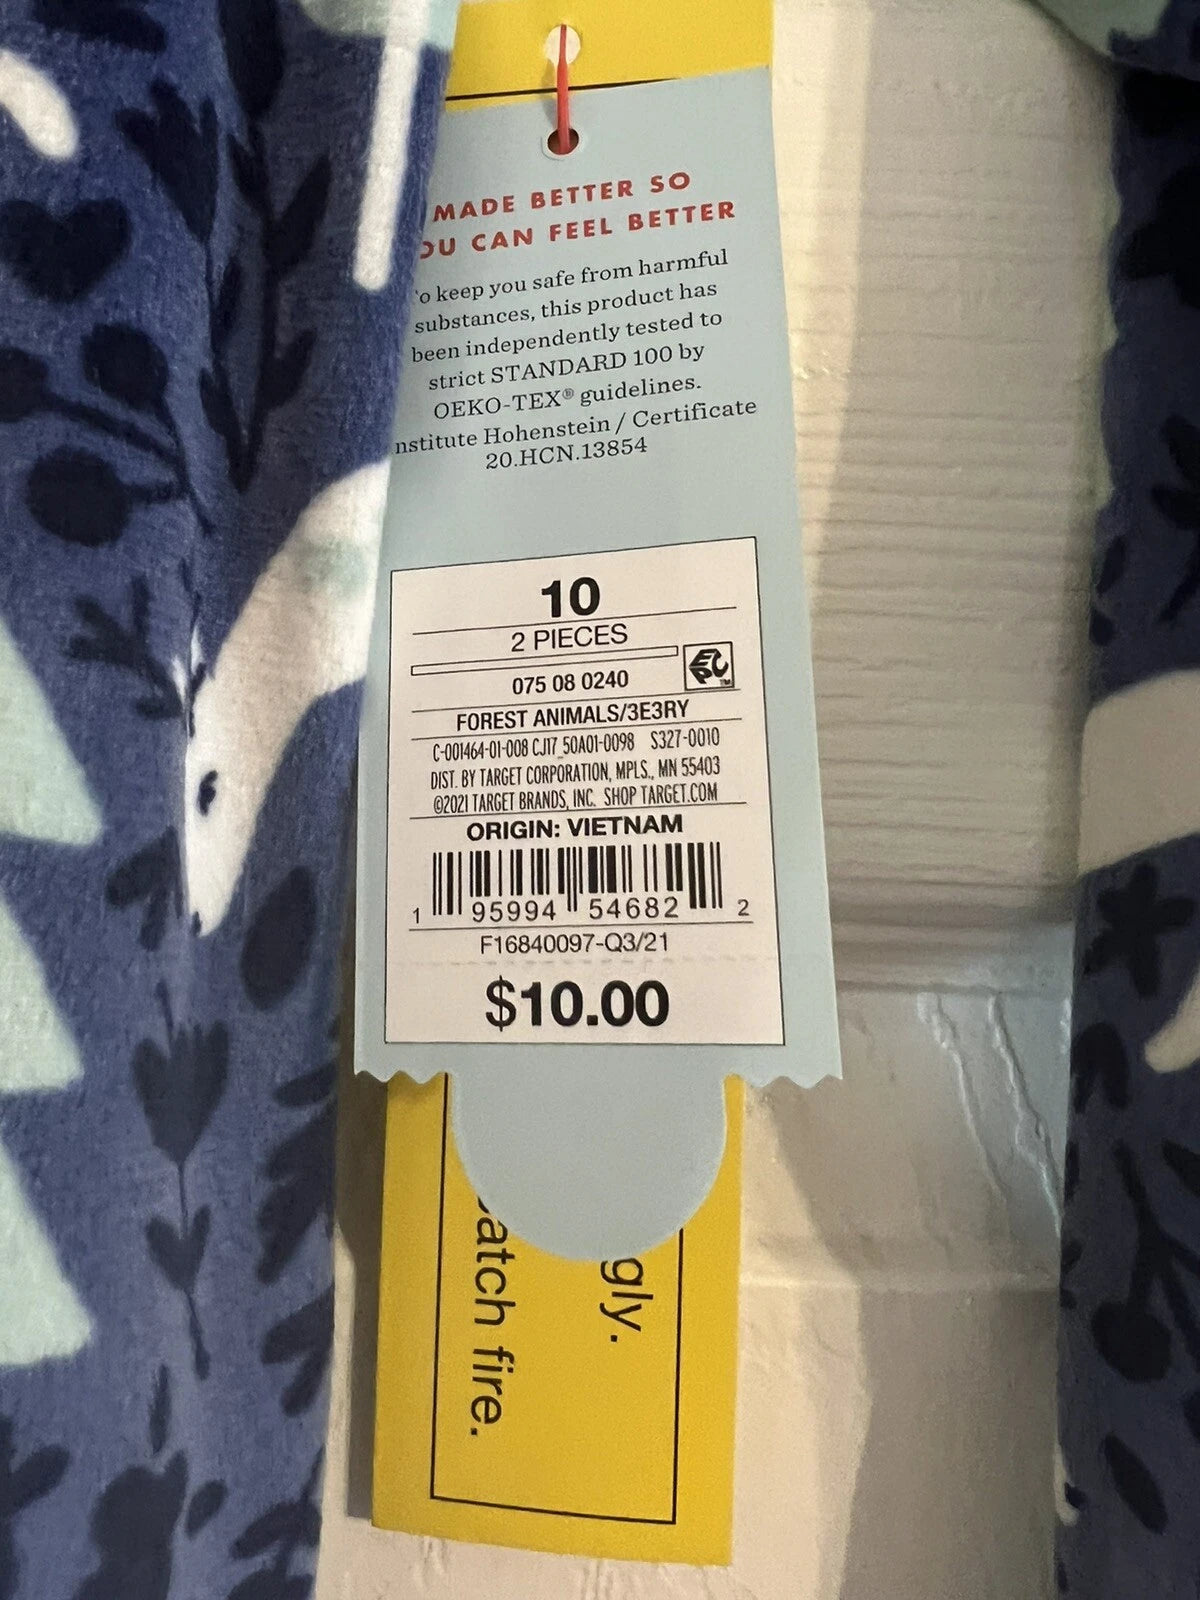 MADE BETTER SO
OU CAN FEEL BETTER
o keep you safe from harmful
substances, this product has
been independently tested to
strict STANDARD 100 by
OEKO-TEX® guidelines.
nstitute Hohenstein / Certificate
20.HCN.13854
10
2 PIECES
075 08 0240
EPC™
FOREST ANIMALS/3E3RY
C-001464-01-008 CJ17_50A01-0098 S327-0010
DIST. BY TARGET CORPORATION, MPLS., MN 55403
©2021 TARGET BRANDS, INC. SHOP TARGET.COM
ORIGIN: VIETNAM
1 95994 54682 2
F16840097-Q3/21
$10.00
gly.
atch fire.